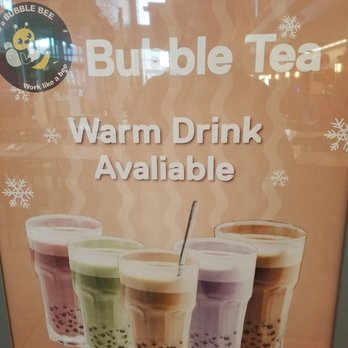 a BUBBLE BEE
Work like a bee
Bubble Tea
Warm Drink
Avaliable